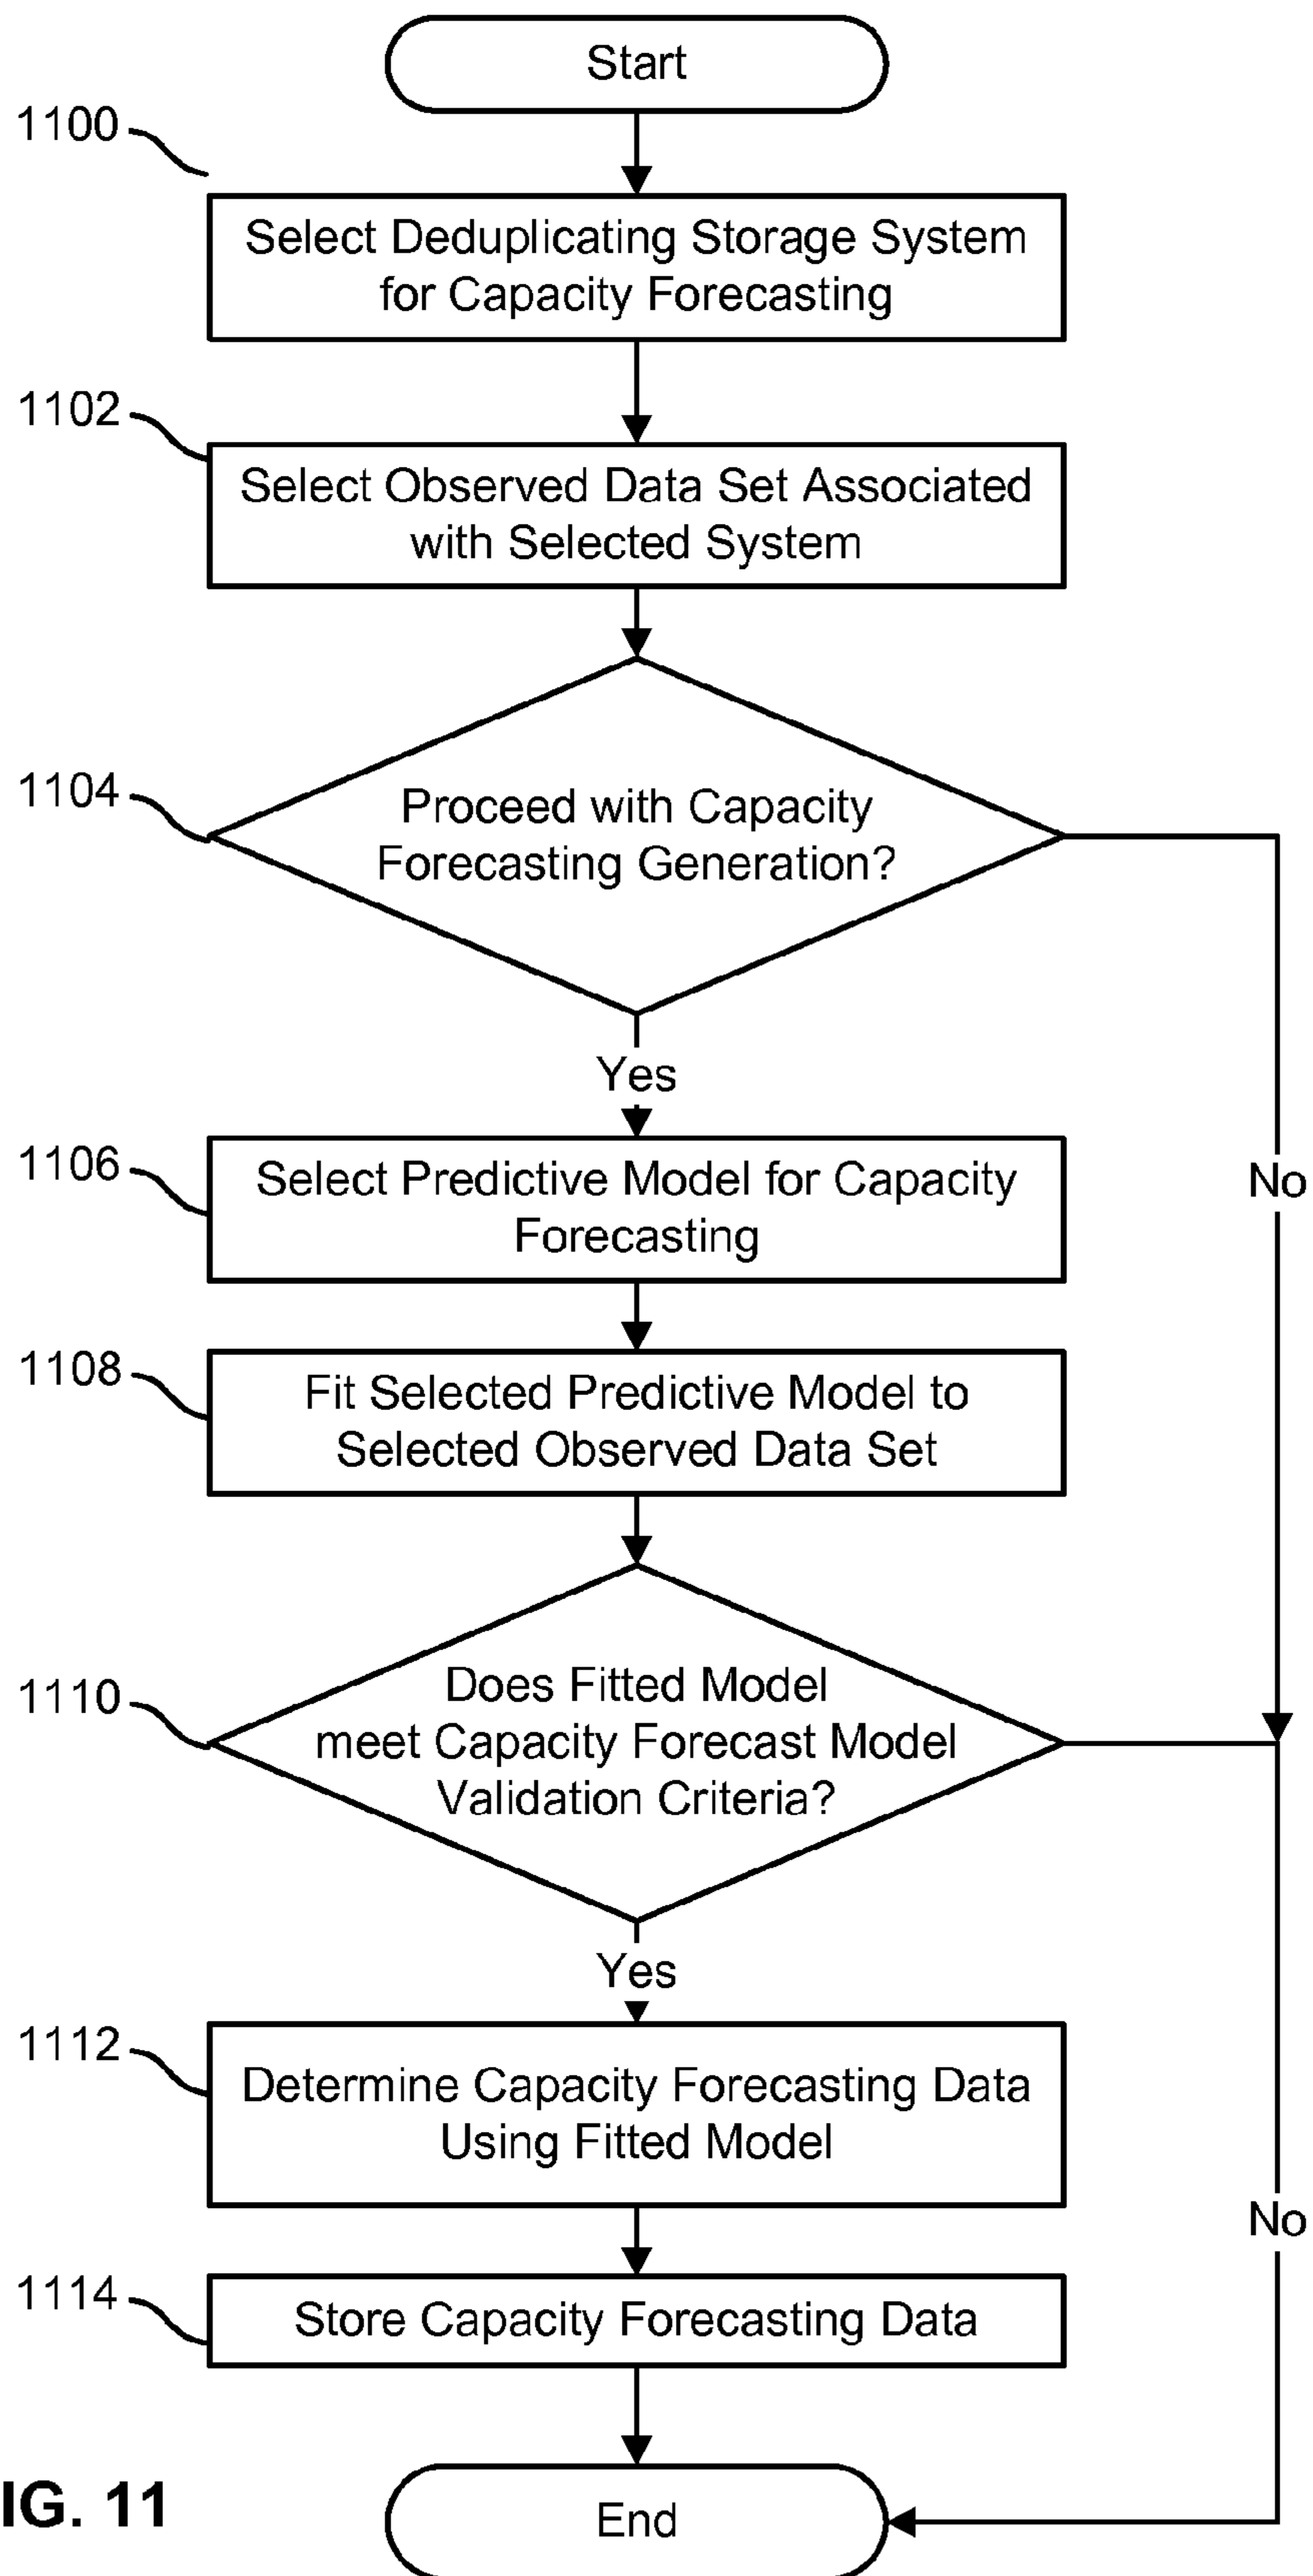 Start
1100
Select Deduplicating Storage System
for Capacity Forecasting
1102
Select Observed Data Set Associated
with Selected System
1104
Proceed with Capacity
Forecasting Generation?
Yes
No
1106
Select Predictive Model for Capacity
Forecasting
1108
Fit Selected Predictive Model to
Selected Observed Data Set
1110
Does Fitted Model
meet Capacity Forecast Model
Validation Criteria?
Yes
No
1112
Determine Capacity Forecasting Data
Using Fitted Model
1114
Store Capacity Forecasting Data
End
IG. 11